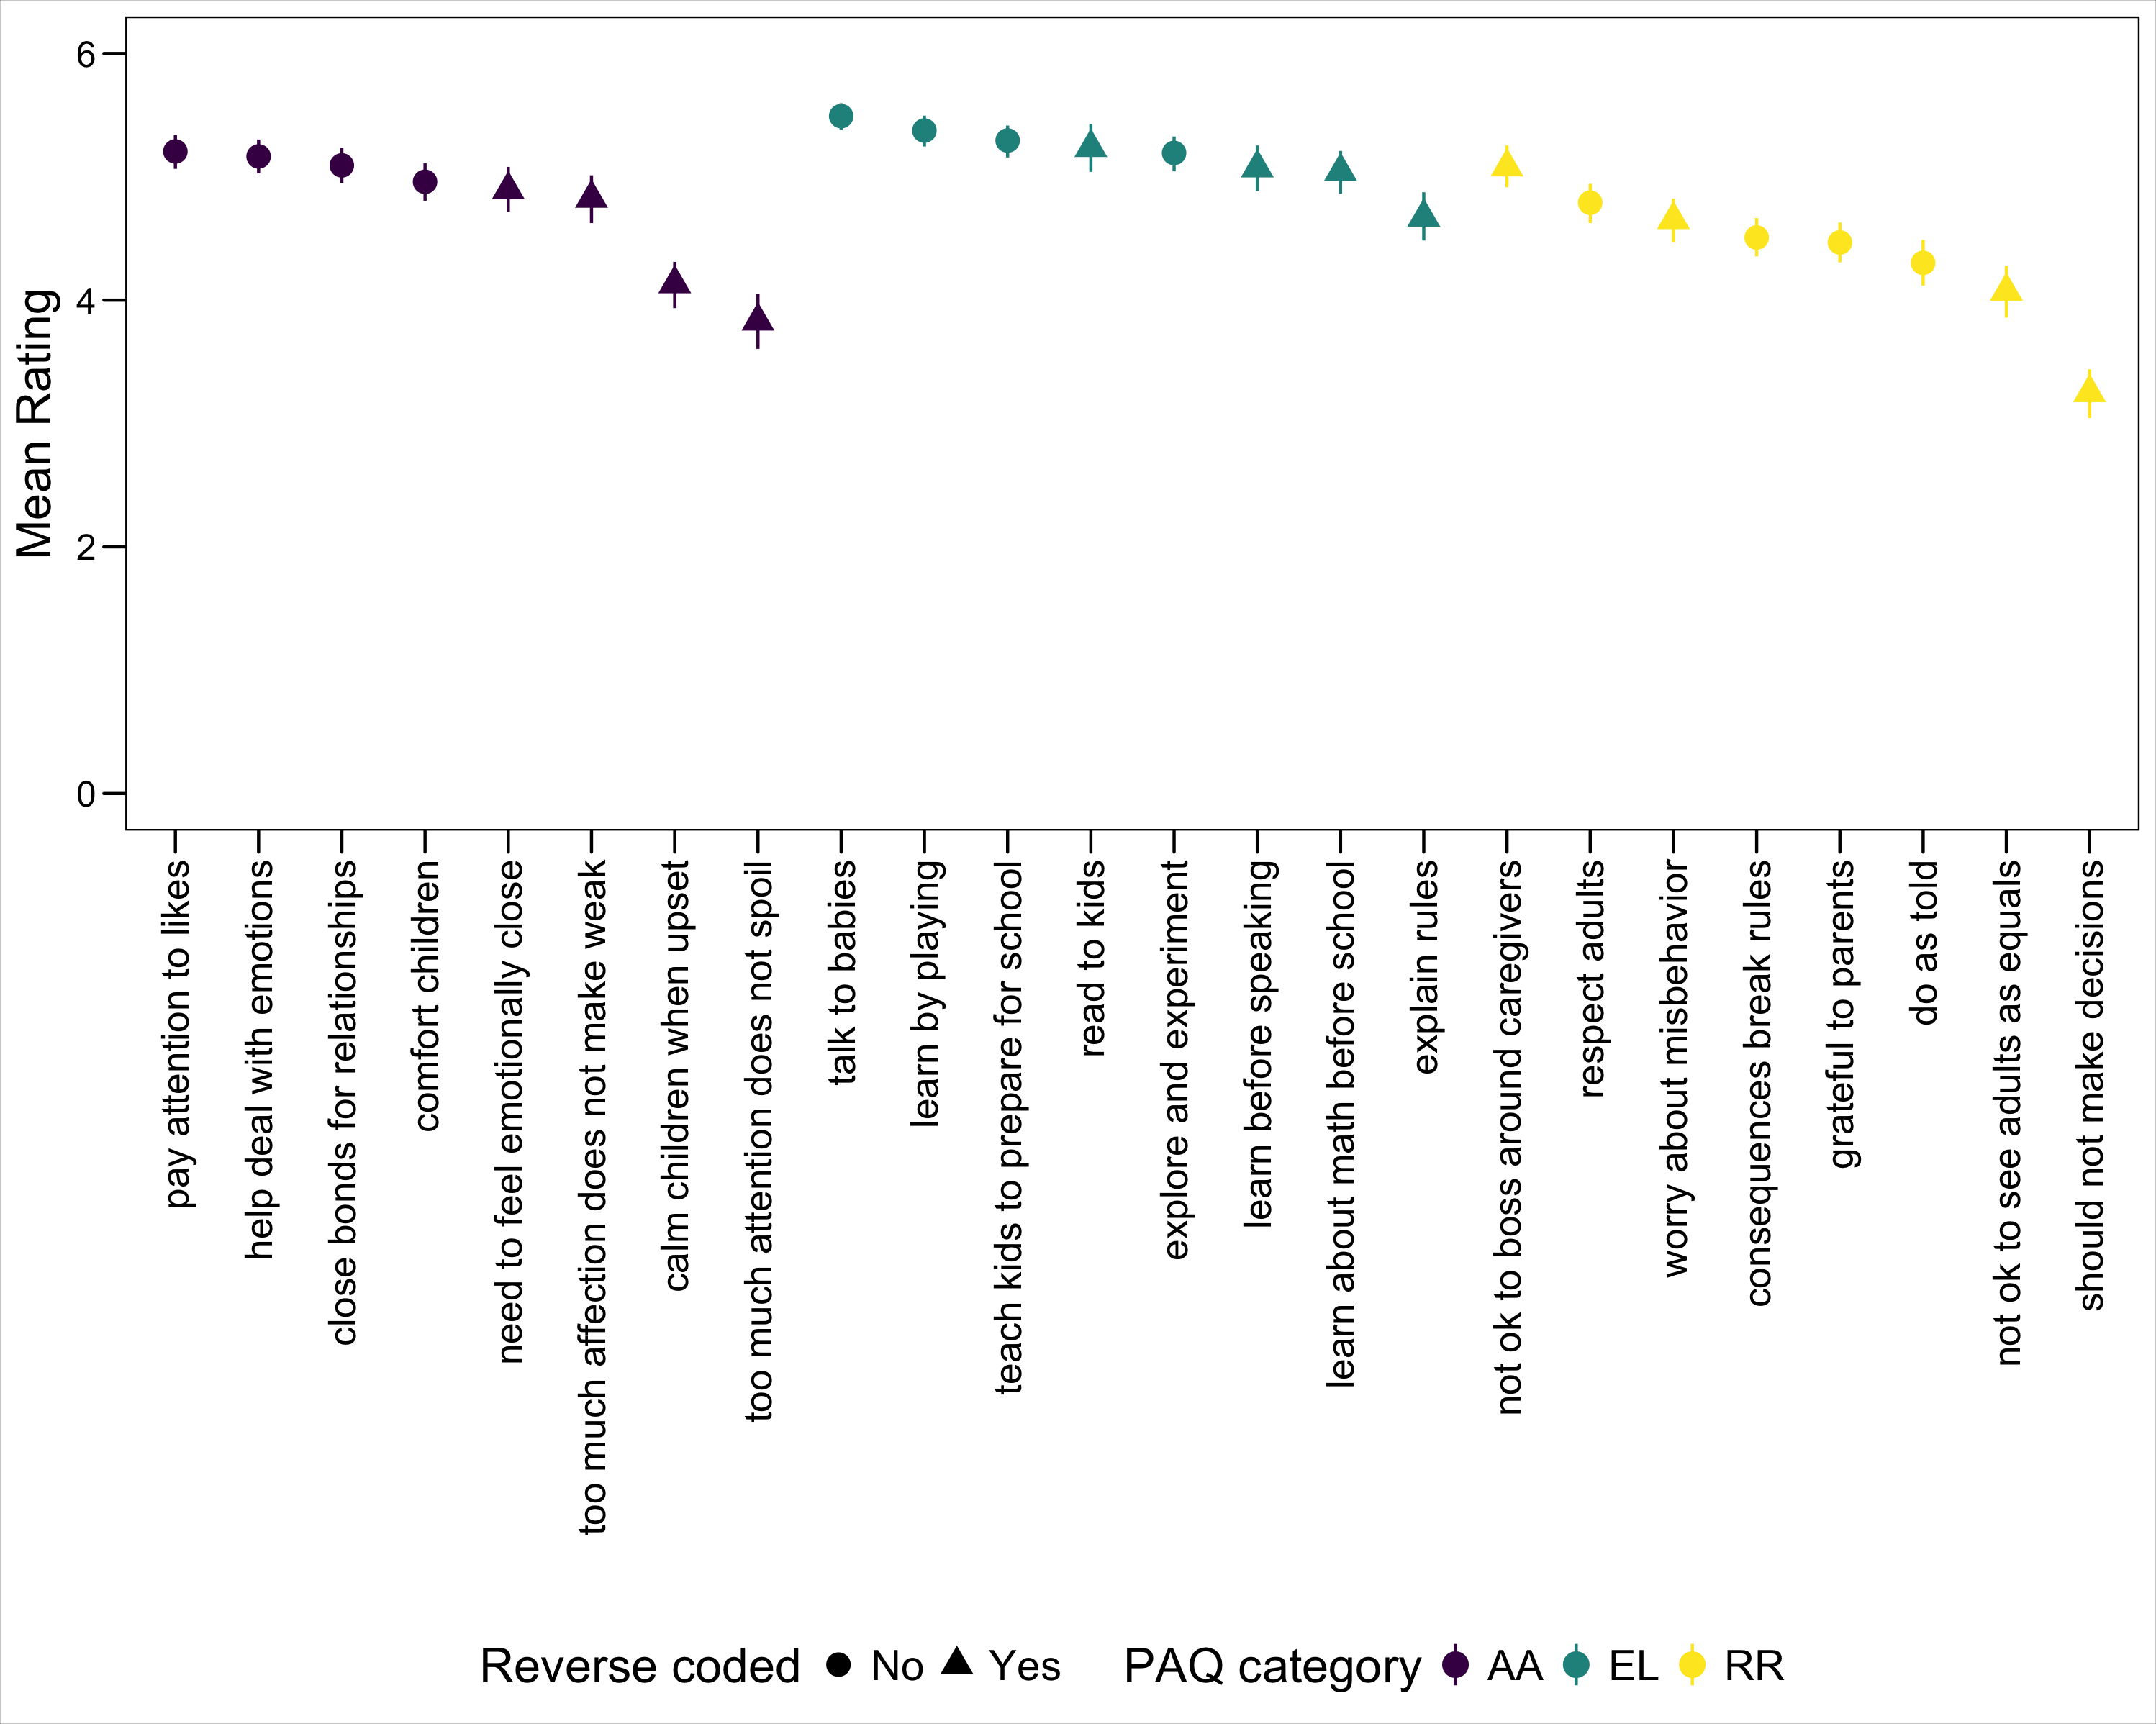 Mean Rating
6
4
2
0
pay attention to likes
help deal with emotions
close bonds for relationships
comfort children
need to feel emotionally close
too much affection does not make weak
calm children when upset
too much attention does not spoil
talk to babies
learn by playing
teach kids to prepare for school
read to kids
explore and experiment
learn before speaking
learn about math before school
explain rules
not ok to boss around caregivers
respect adults
worry about misbehavior
consequences break rules
grateful to parents
do as told
not ok to see adults as equals
should not make decisions
Reverse coded No Yes PAQ category AA EL RR